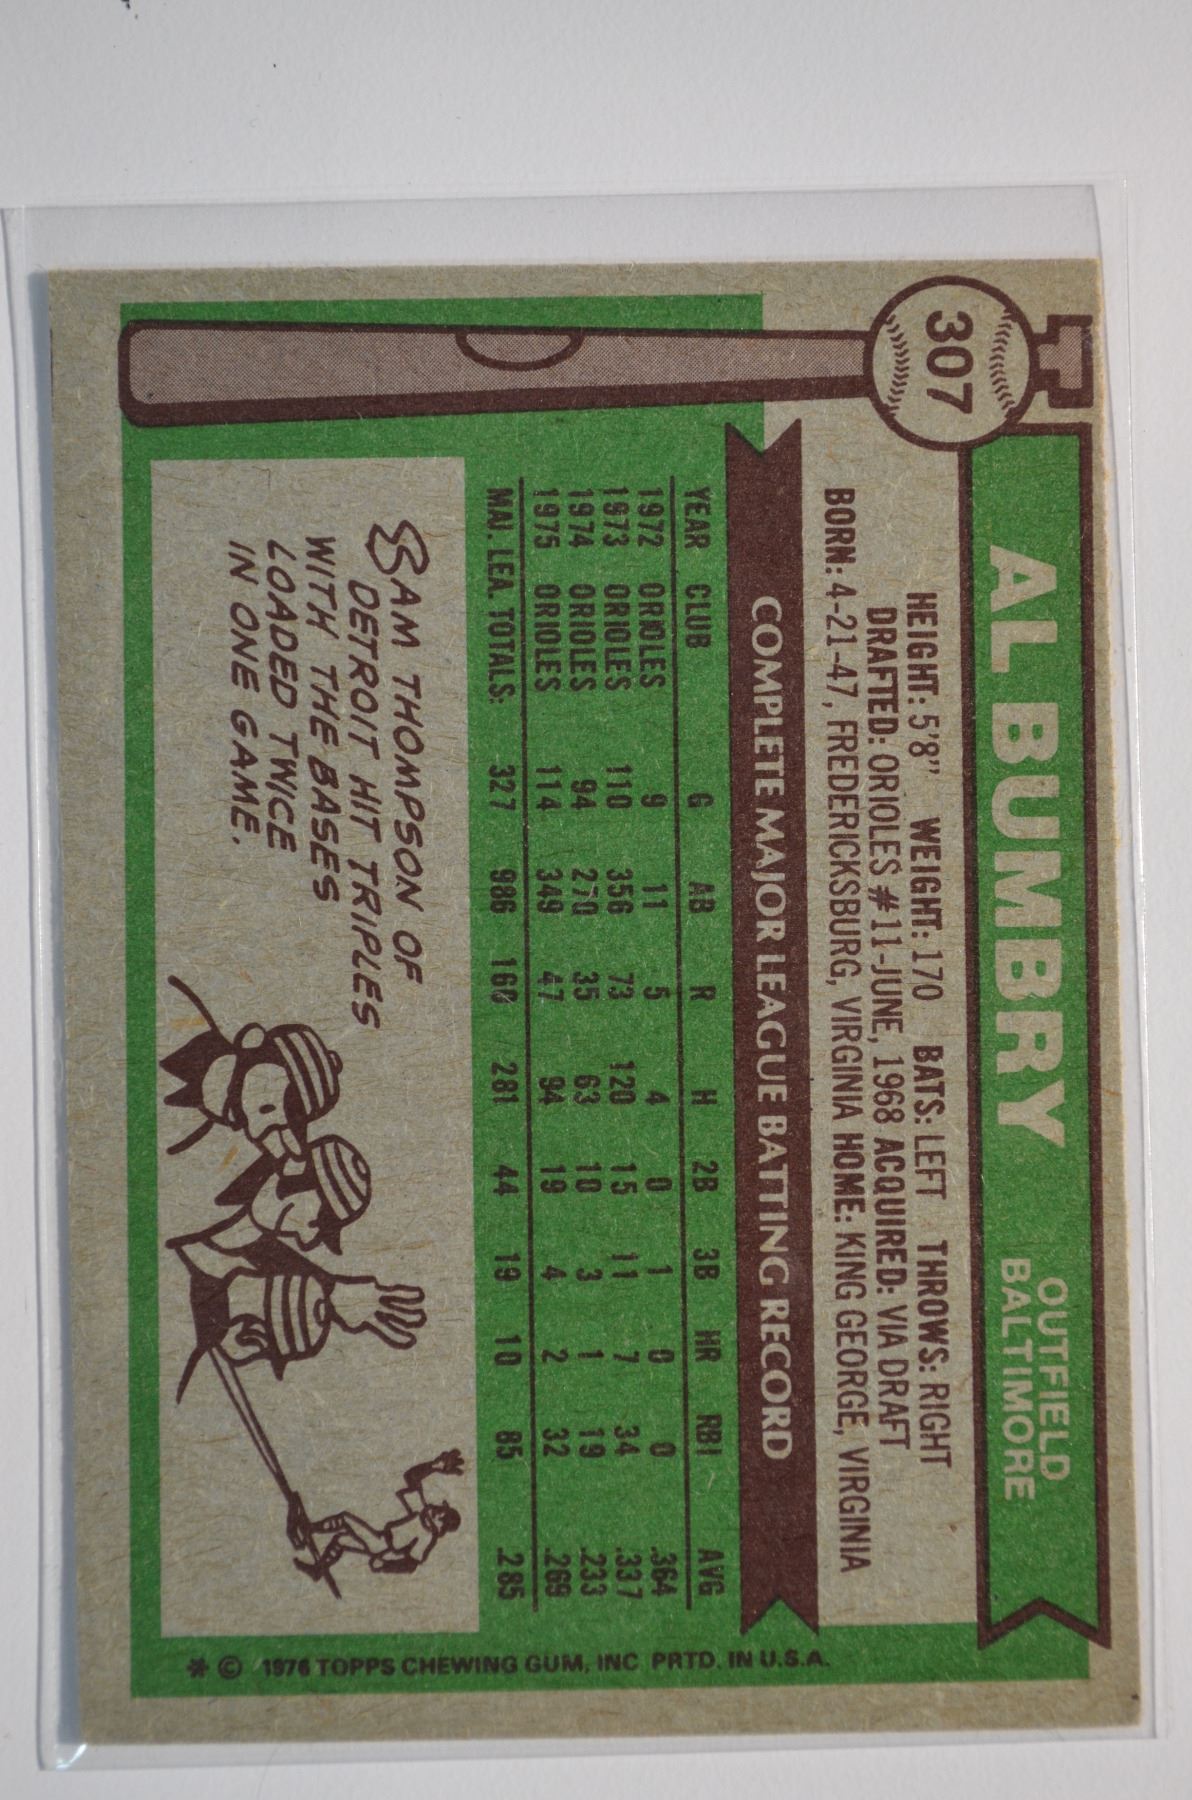 307
AL BUMBRY
OUTFIELD
BALTIMORE
HEIGHT: 5'8" WEIGHT: 170 BATS: LEFT THROWS: RIGHT
DRAFTED: ORIOLES #11-JUNE, 1968 ACQUIRED: VIA DRAFT
BORN: 4-21-47, FREDERICKSBURG, VIRGINIA HOME: KING GEORGE, VIRGINIA
COMPLETE MAJOR LEAGUE BATTING RECORD
YEAR CLUB G AB R H 2B 3B HR RBI AVG
1972 ORIOLES 9 11 5 4 0 1 0 0 .364
1973 ORIOLES 110 356 73 120 15 11 7 34 .337
1974 ORIOLES 94 270 35 63 10 3 1 19 .233
1975 ORIOLES 114 349 47 94 19 4 2 32 .269
MAJ. LEA. TOTALS: 327 986 160 281 44 19 10 85 .285
SAM THOMPSON OF
DETROIT HIT TRIPLES
WITH THE BASES
LOADED TWICE
IN ONE GAME.
* © 1976 TOPPS CHEWING GUM, INC PRTD. IN U.S.A.